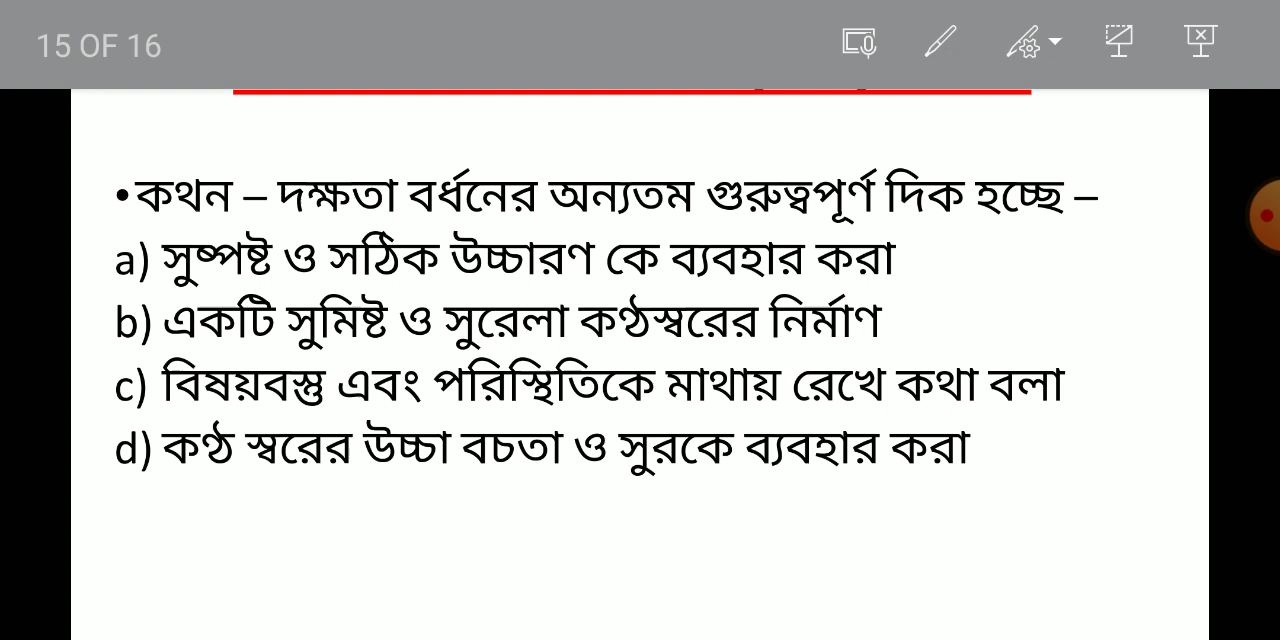 15 OF 16
•কথন – দক্ষতা বর্ধনের অন্যতম গুরুত্বপূর্ণ দিক হচ্ছে –
a) সুষ্পষ্ট ও সঠিক উচ্চারণ কে ব্যবহার করা
b) একটি সুমিষ্ট ও সুরেলা কণ্ঠস্বরের নির্মাণ
c) বিষয়বস্তু এবং পরিস্থিতিকে মাথায় রেখে কথা বলা
d) কণ্ঠ স্বরের উচ্চা বচতা ও সুরকে ব্যবহার করা